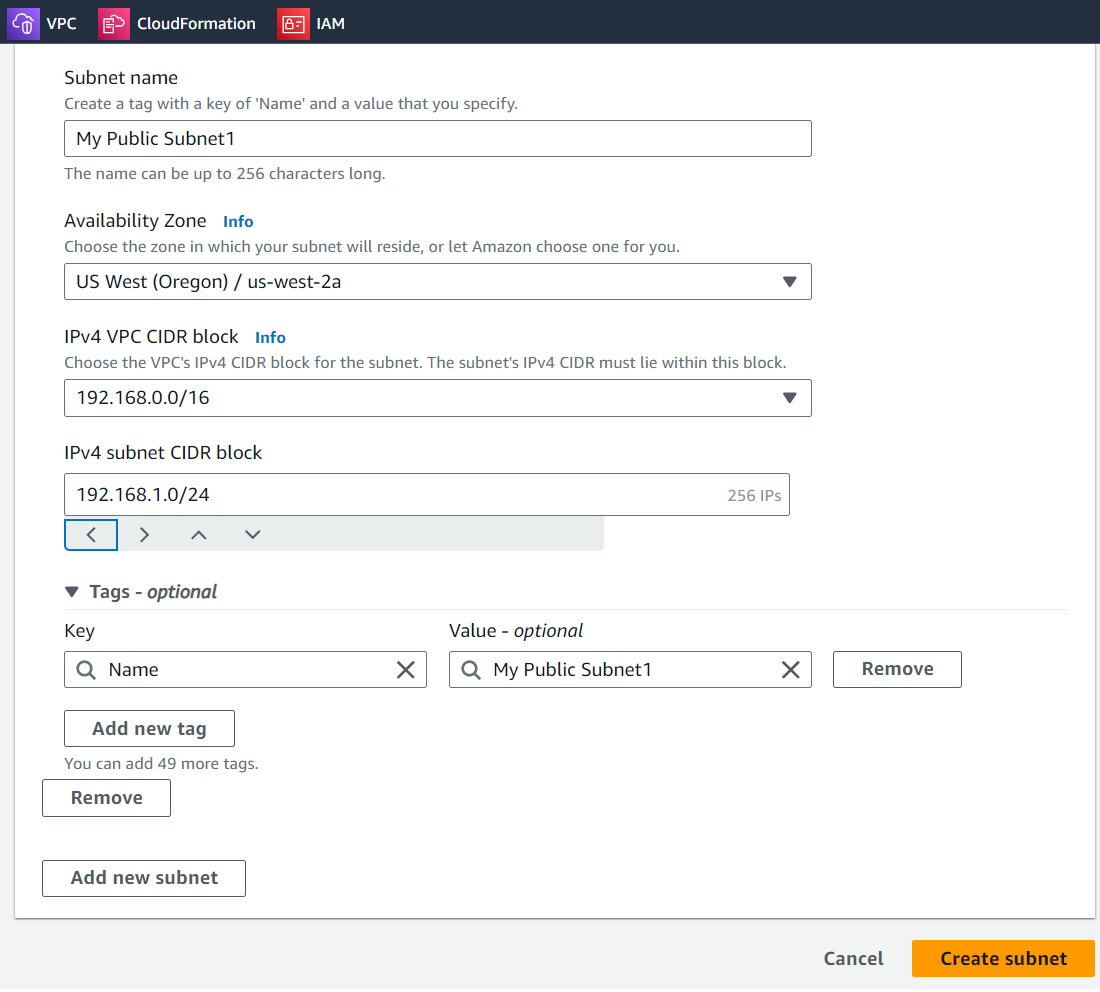 VPC CloudFormation IAM
Subnet name
Create a tag with a key of 'Name' and a value that you specify.
My Public Subnet1
The name can be up to 256 characters long.
Availability Zone Info
Choose the zone in which your subnet will reside, or let Amazon choose one for you.
US West (Oregon) / us-west-2a
IPv4 VPC CIDR block Info
Choose the VPC's IPv4 CIDR block for the subnet. The subnet's IPv4 CIDR must lie within this block.
192.168.0.0/16
IPv4 subnet CIDR block
192.168.1.0/24 256 IPs
Tags - optional
Key Value - optional
Name My Public Subnet1 Remove
Add new tag
You can add 49 more tags.
Remove
Add new subnet
Cancel Create subnet